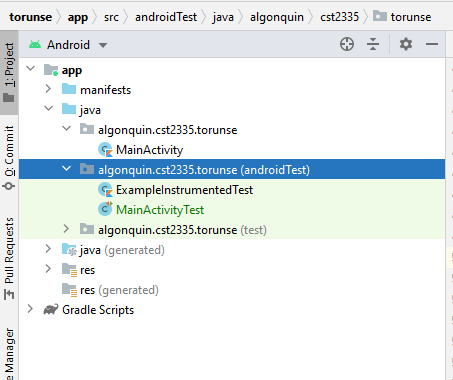 torunse app src androidTest java algonquin cst2335 torunse
Android
1: Project
app
manifests
java
algonquin.cst2335.torunse
MainActivity
algonquin.cst2335.torunse (androidTest)
ExampleInstrumentedTest
MainActivityTest
algonquin.cst2335.torunse (test)
java (generated)
res
res (generated)
Gradle Scripts
0: Commit
Pull Requests
e Manager